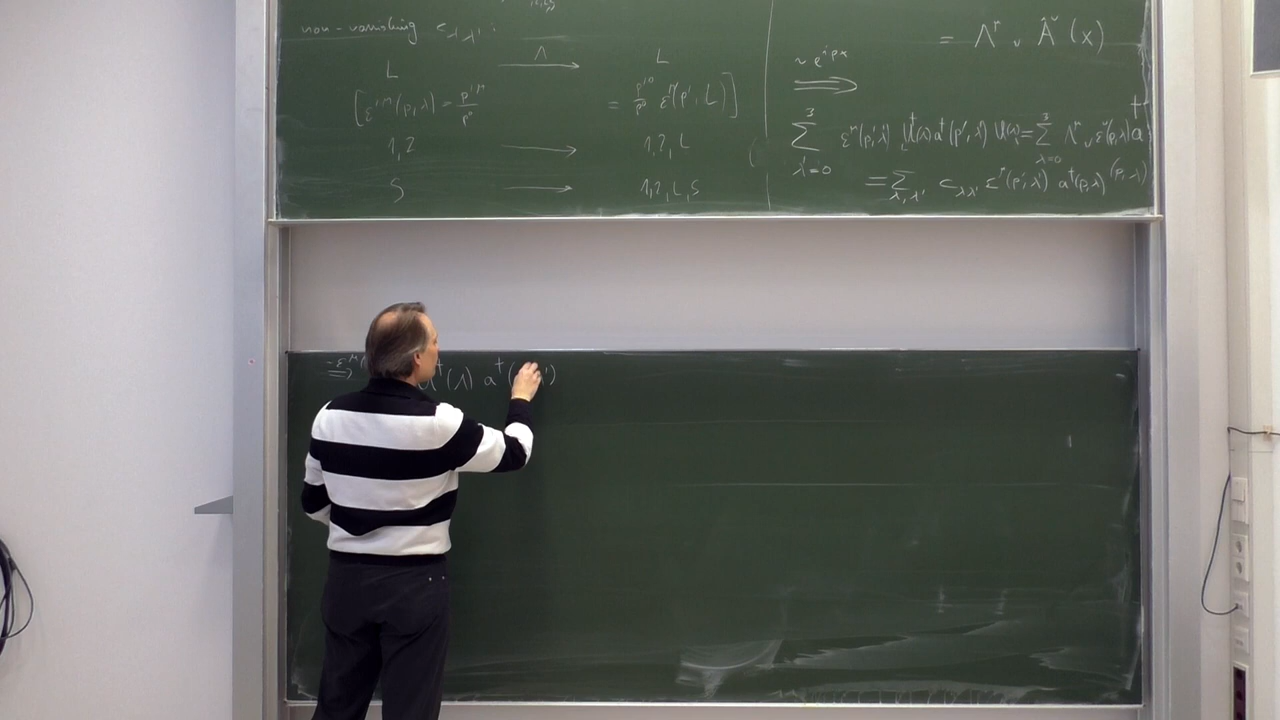 non-vanishing c_{λλ'} :
L —Λ→ L
[ε'^μ(p,λ) = p'^μ/p^0 = p'^0/p^0 ε^μ(p', L)]
1,2 → 1,2, L
S → 1,2, L, S
= Λ^μ_ν Â^ν (x)
~ e^{ipx}
⟹
∑_{λ'=0}^{3} ε^μ(p',λ') U^†(Λ) a^†(p',λ') U(Λ) = ∑_{λ=0}^{3} Λ^μ_ν ε^ν(p,λ) a^†(p,λ)
= ∑_{λ,λ'} c_{λλ'} ε^μ(p',λ') a^†(p,λ)
⟹ U^†(Λ) a^†(